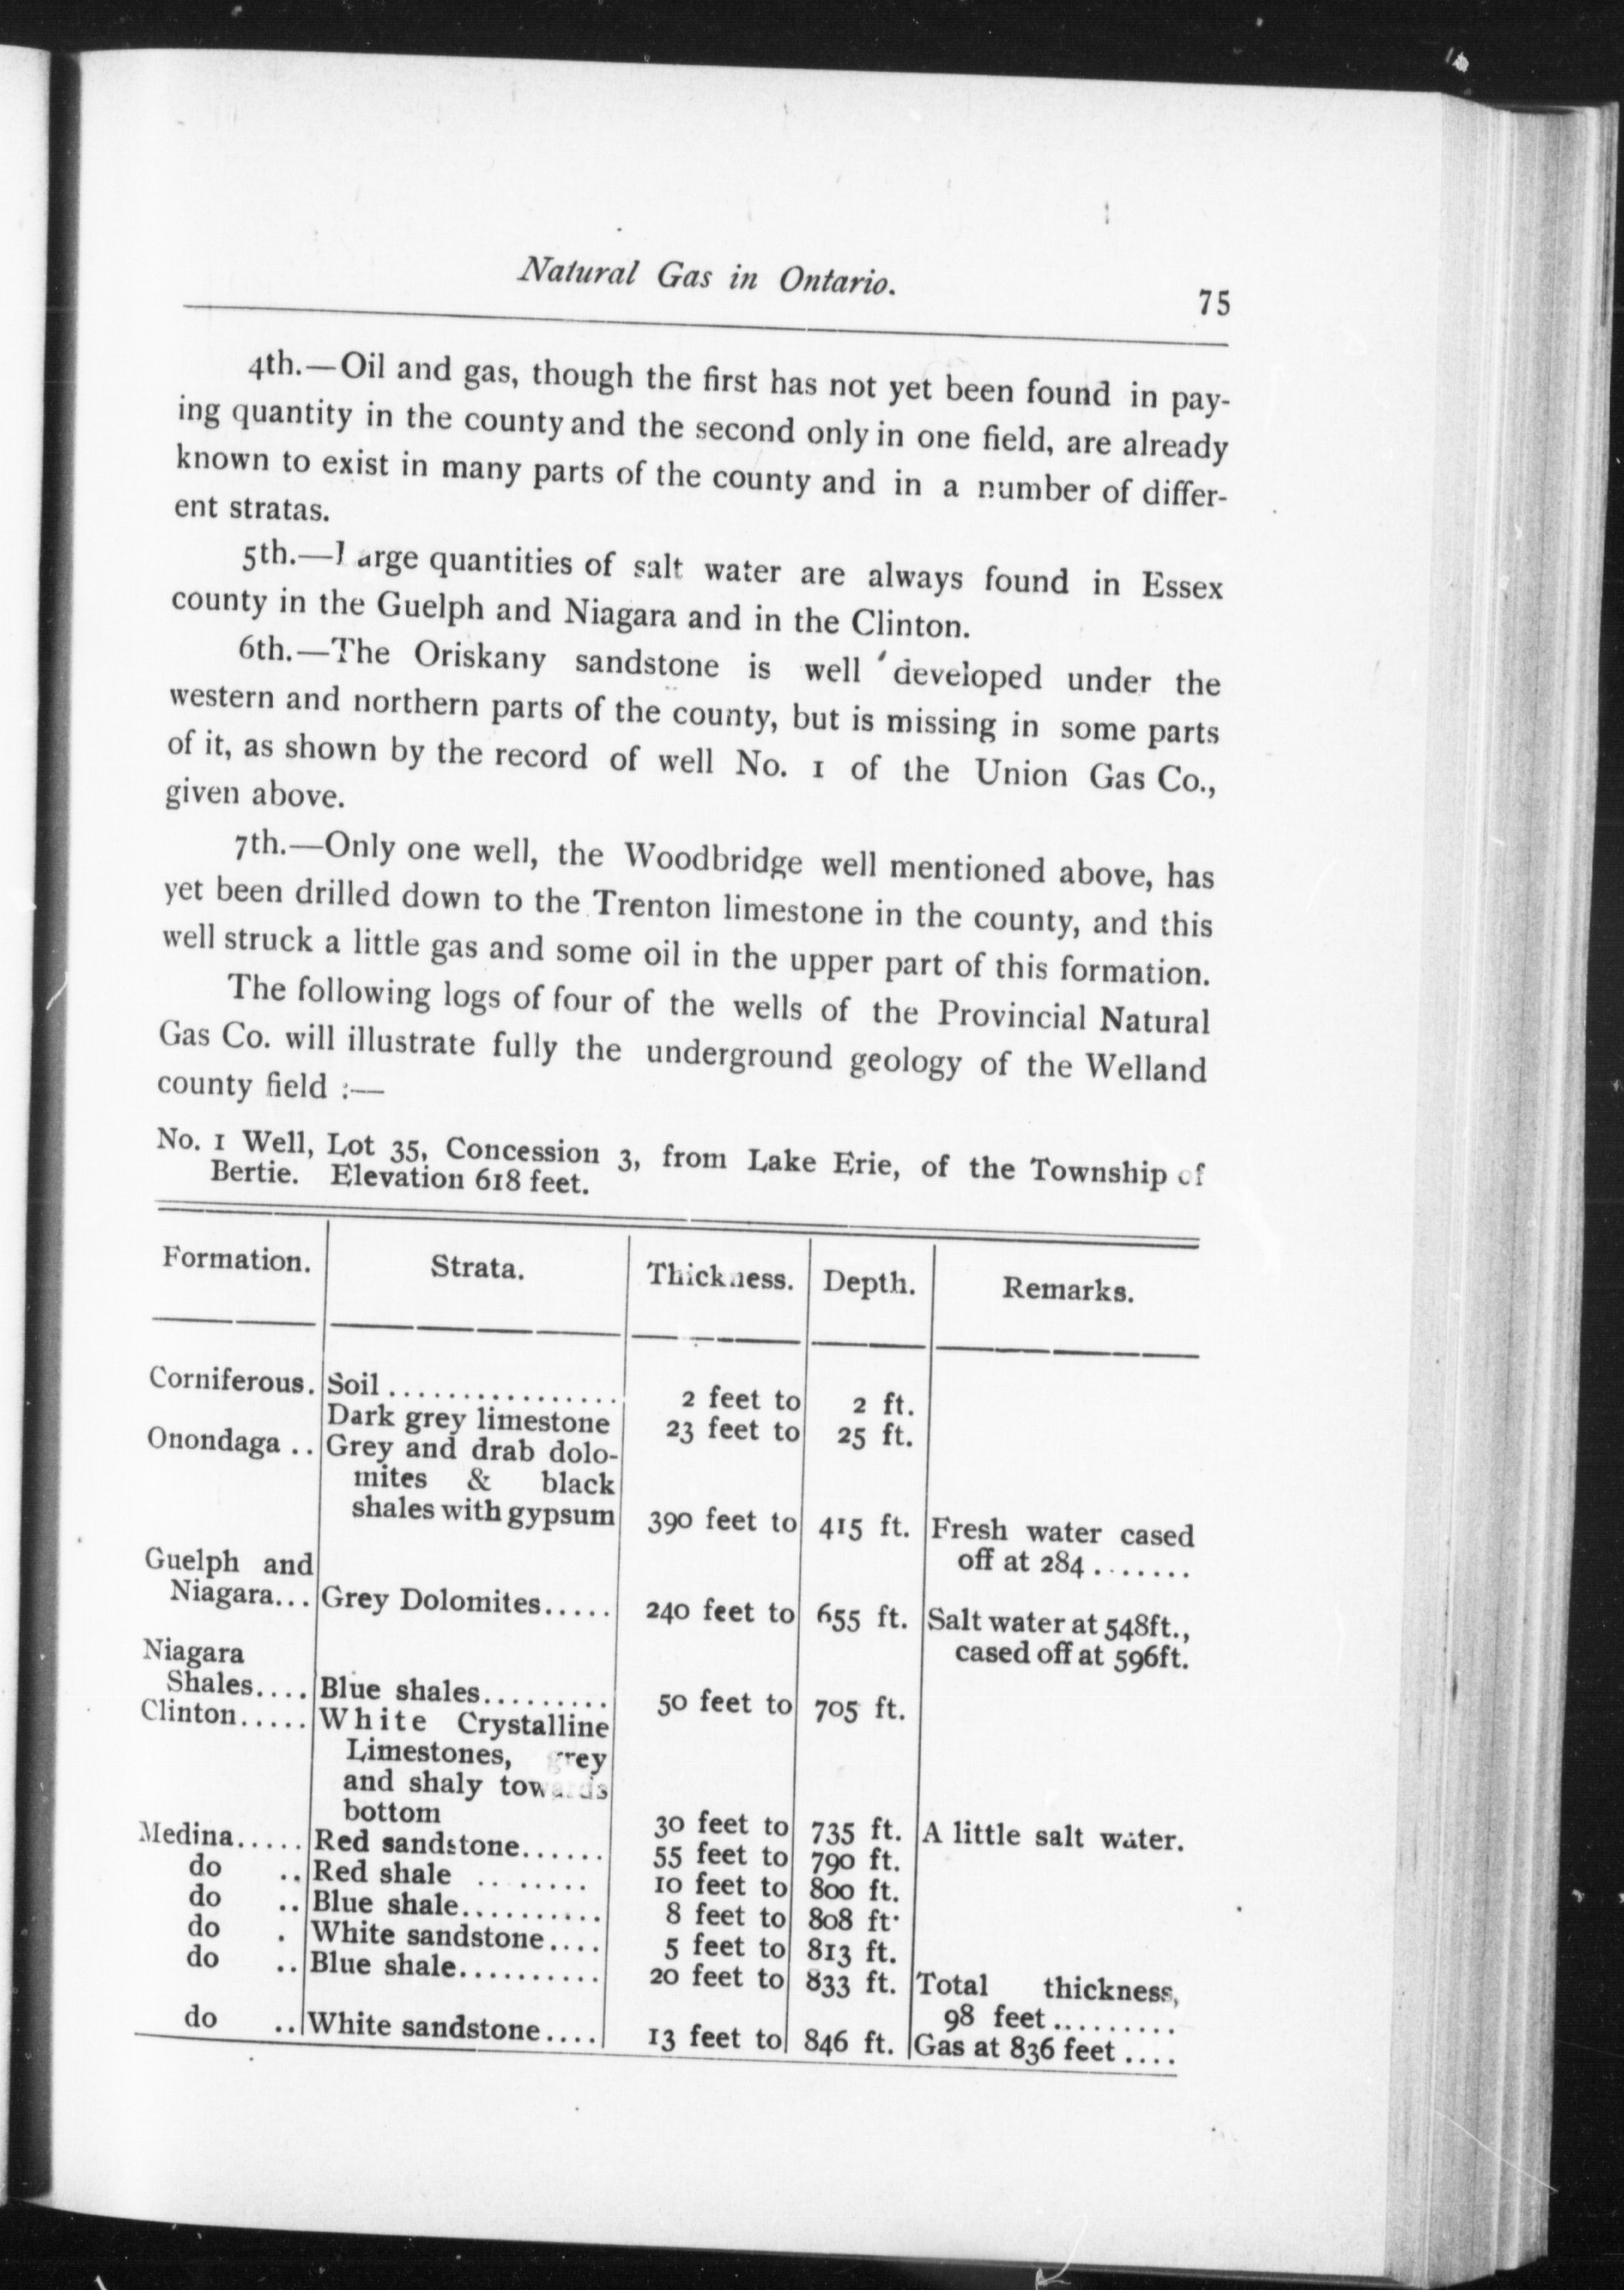 Natural Gas in Ontario.
75
4th.—Oil and gas, though the first has not yet been found in pay-
ing quantity in the county and the second only in one field, are already
known to exist in many parts of the county and in a number of differ-
ent stratas.
5th.—Large quantities of salt water are always found in Essex
county in the Guelph and Niagara and in the Clinton.
6th.—The Oriskany sandstone is well developed under the
western and northern parts of the county, but is missing in some parts
of it, as shown by the record of well No. 1 of the Union Gas Co.,
given above.
7th.—Only one well, the Woodbridge well mentioned above, has
yet been drilled down to the Trenton limestone in the county, and this
well struck a little gas and some oil in the upper part of this formation.
The following logs of four of the wells of the Provincial Natural
Gas Co. will illustrate fully the underground geology of the Welland
county field :—
No. 1 Well, Lot 35, Concession 3, from Lake Erie, of the Township of
Bertie. Elevation 618 feet.
Formation. Strata. Thickness. Depth. Remarks.
Corniferous. Soil ................ 2 feet to 2 ft.
Dark grey limestone 23 feet to 25 ft.
Onondaga .. Grey and drab dolo-
mites & black
shales with gypsum 390 feet to 415 ft. Fresh water cased
off at 284 .......
Guelph and
Niagara... Grey Dolomites..... 240 feet to 655 ft. Salt water at 548ft.,
cased off at 596ft.
Niagara
Shales.... Blue shales......... 50 feet to 705 ft.
Clinton..... White Crystalline
Limestones, grey
and shaly towards
bottom 30 feet to 735 ft. A little salt water.
Medina..... Red sandstone...... 55 feet to 790 ft.
do .. Red shale ........ 10 feet to 800 ft.
do .. Blue shale.......... 8 feet to 808 ft.
do . White sandstone.... 5 feet to 813 ft.
do .. Blue shale.......... 20 feet to 833 ft. Total thickness,
98 feet .........
do .. White sandstone.... 13 feet to 846 ft. Gas at 836 feet ....